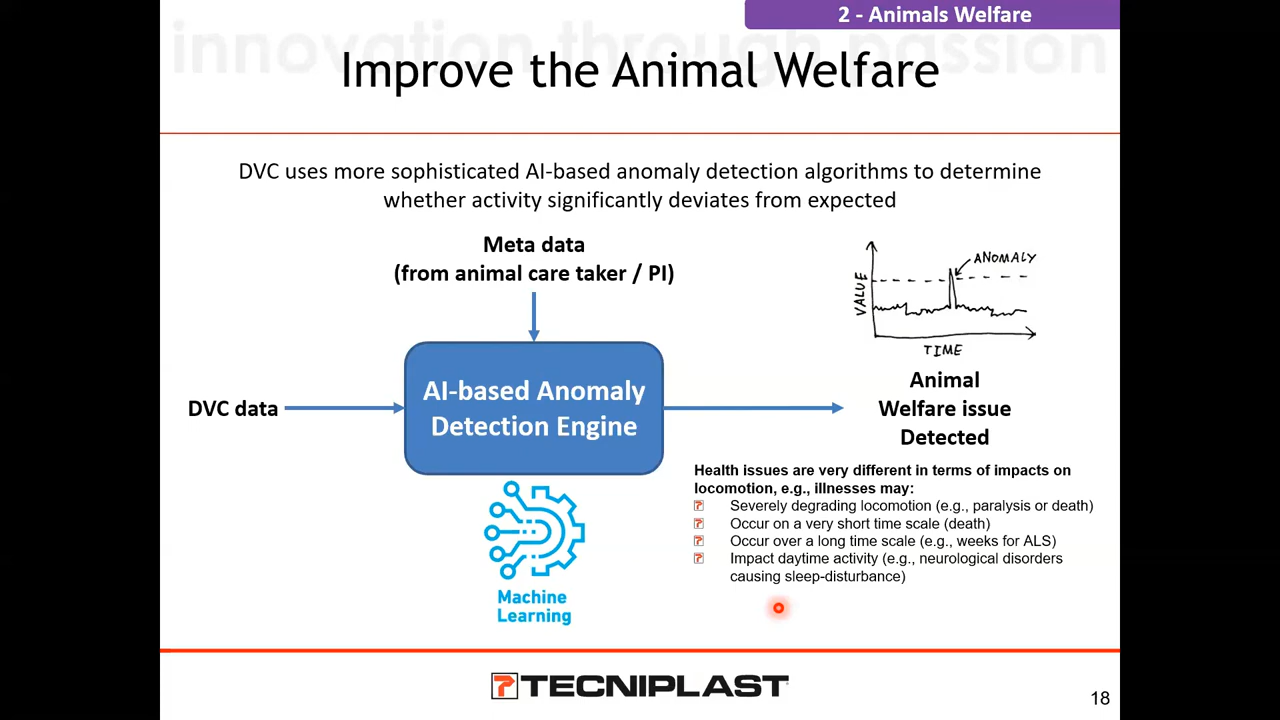 2 - Animals Welfare
innovation through passion
Improve the Animal Welfare
DVC uses more sophisticated AI-based anomaly detection algorithms to determine
whether activity significantly deviates from expected
Meta data
(from animal care taker / PI)
ANOMALY
VALUE
TIME
DVC data
AI-based Anomaly
Detection Engine
Animal
Welfare issue
Detected
Machine
Learning
Health issues are very different in terms of impacts on
locomotion, e.g., illnesses may:
Severely degrading locomotion (e.g., paralysis or death)
Occur on a very short time scale (death)
Occur over a long time scale (e.g., weeks for ALS)
Impact daytime activity (e.g., neurological disorders
causing sleep-disturbance)
TECNIPLAST
18